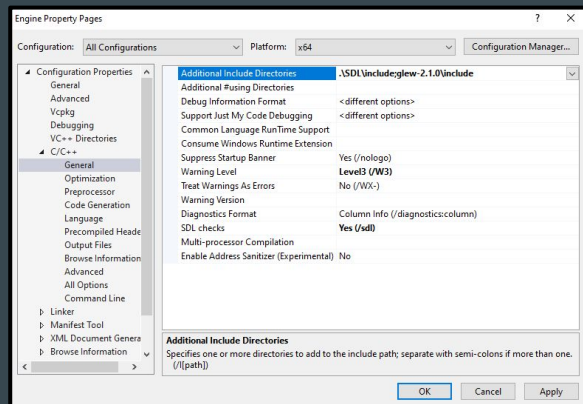 Engine Property Pages ? ×
Configuration: All Configurations Platform: x64 Configuration Manager...
Configuration Properties
General
Advanced
Vcpkg
Debugging
VC++ Directories
C/C++
General
Optimization
Preprocessor
Code Generation
Language
Precompiled Heade
Output Files
Browse Information
Advanced
All Options
Command Line
Linker
Manifest Tool
XML Document Genera
Browse Information
Additional Include Directories .\SDL\include;glew-2.1.0\include
Additional #using Directories
Debug Information Format <different options>
Support Just My Code Debugging <different options>
Common Language RunTime Support
Consume Windows Runtime Extension
Suppress Startup Banner Yes (/nologo)
Warning Level Level3 (/W3)
Treat Warnings As Errors No (/WX-)
Warning Version
Diagnostics Format Column Info (/diagnostics:column)
SDL checks Yes (/sdl)
Multi-processor Compilation
Enable Address Sanitizer (Experimental) No
Additional Include Directories
Specifies one or more directories to add to the include path; separate with semi-colons if more than one.
(/I[path])
OK Cancel Apply